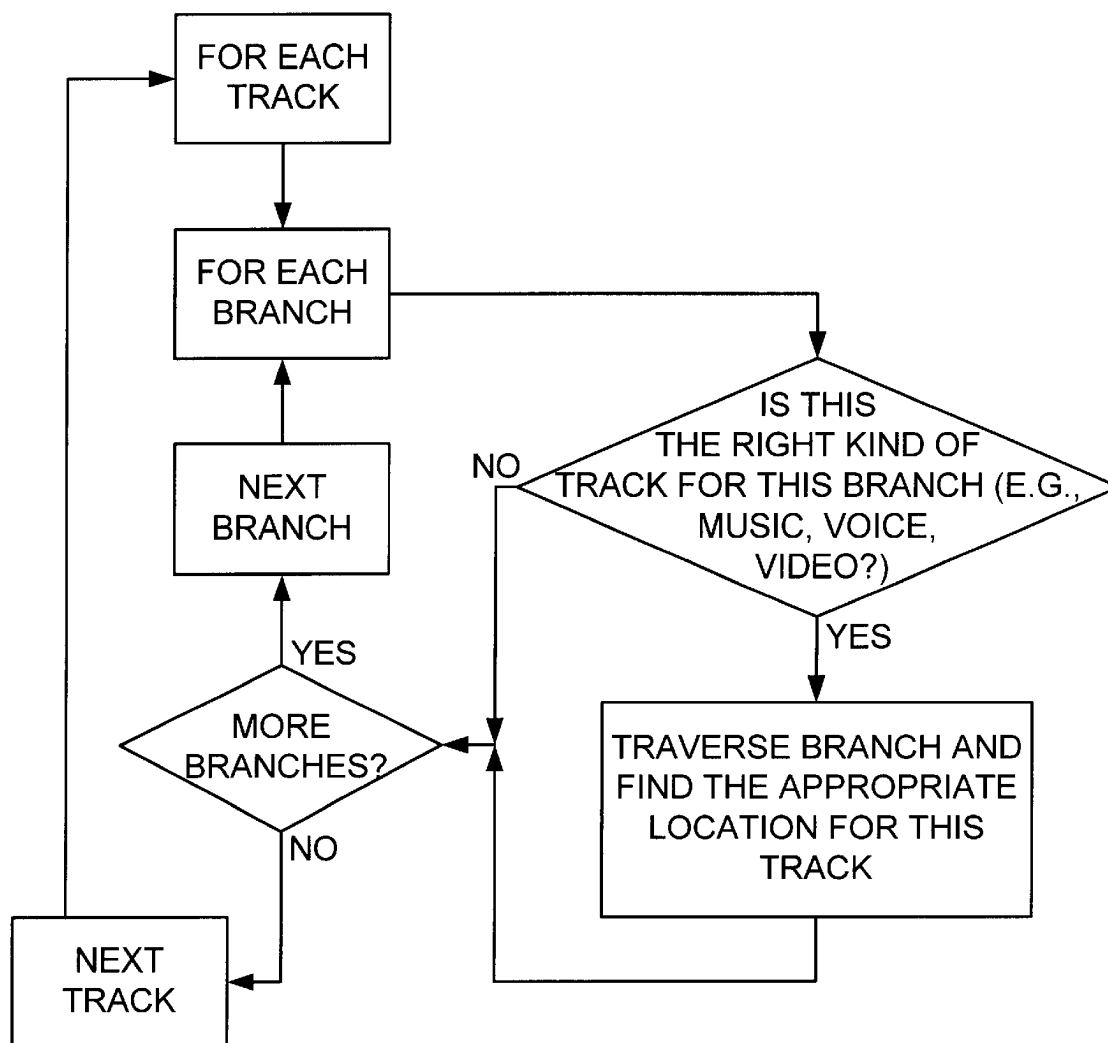 FOR EACH
TRACK
FOR EACH
BRANCH
IS THIS
THE RIGHT KIND OF
TRACK FOR THIS BRANCH (E.G.,
MUSIC, VOICE,
VIDEO?)
NO
NEXT
BRANCH
YES
YES
MORE
BRANCHES?
TRAVERSE BRANCH AND
FIND THE APPROPRIATE
LOCATION FOR THIS
TRACK
NO
NEXT
TRACK